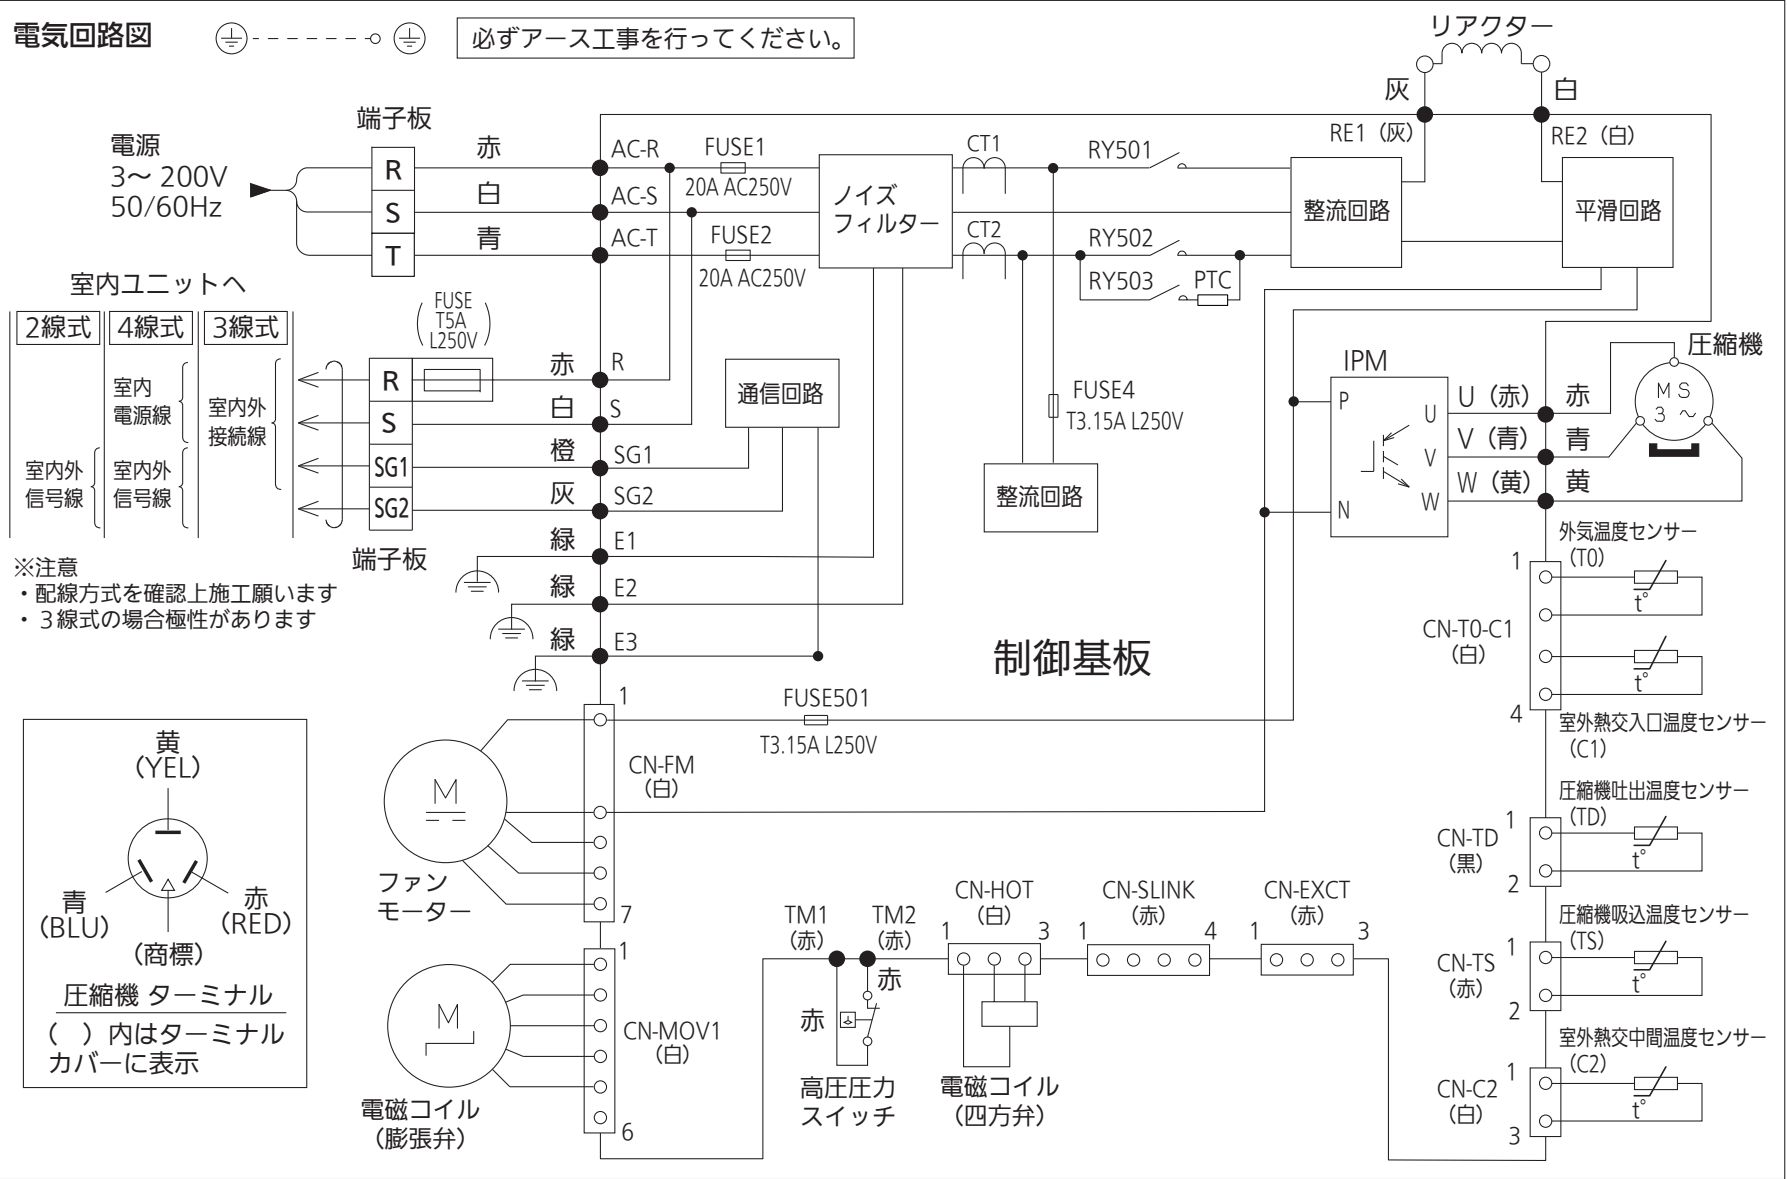 電気回路図
必ずアース工事を行ってください。
リアクター
灰
白
RE1（灰）
RE2（白）
端子板
電源
3～ 200V
50/60Hz
R
S
T
赤
白
青
AC-R
AC-S
AC-T
FUSE1
20A AC250V
FUSE2
20A AC250V
ノイズ
フィルター
CT1
CT2
RY501
RY502
RY503
PTC
整流回路
平滑回路
室内ユニットへ
2線式
4線式
3線式
室内
電源線
室内外
接続線
室内外
信号線
室内外
信号線
FUSE
T5A
L250V
R
S
SG1
SG2
端子板
赤
白
橙
灰
緑
緑
緑
R
S
SG1
SG2
E1
E2
E3
通信回路
FUSE4
T3.15A L250V
整流回路
IPM
P
N
U
V
W
U（赤）
V（青）
W（黄）
赤
青
黄
圧縮機
M S
3 ～
※注意
・配線方式を確認上施工願います
・３線式の場合極性があります
制御基板
外気温度センサー
(T0)
1
t°
CN-T0-C1
(白)
t°
4
室外熱交入口温度センサー
(C1)
圧縮機吐出温度センサー
(TD)
1
CN-TD
(黒)
t°
2
圧縮機吸込温度センサー
(TS)
1
CN-TS
(赤)
t°
2
室外熱交中間温度センサー
(C2)
1
CN-C2
(白)
t°
3
1
FUSE501
T3.15A L250V
CN-FM
(白)
M
ファン
モーター
7
1
M
CN-MOV1
(白)
6
電磁コイル
(膨張弁)
TM1
(赤)
TM2
(赤)
赤
赤
高圧圧力
スイッチ
CN-HOT
(白)
1
3
電磁コイル
(四方弁)
CN-SLINK
(赤)
1
4
CN-EXCT
(赤)
1
3
黄
(YEL)
青
(BLU)
赤
(RED)
(商標)
圧縮機 ターミナル
(　) 内はターミナル
カバーに表示